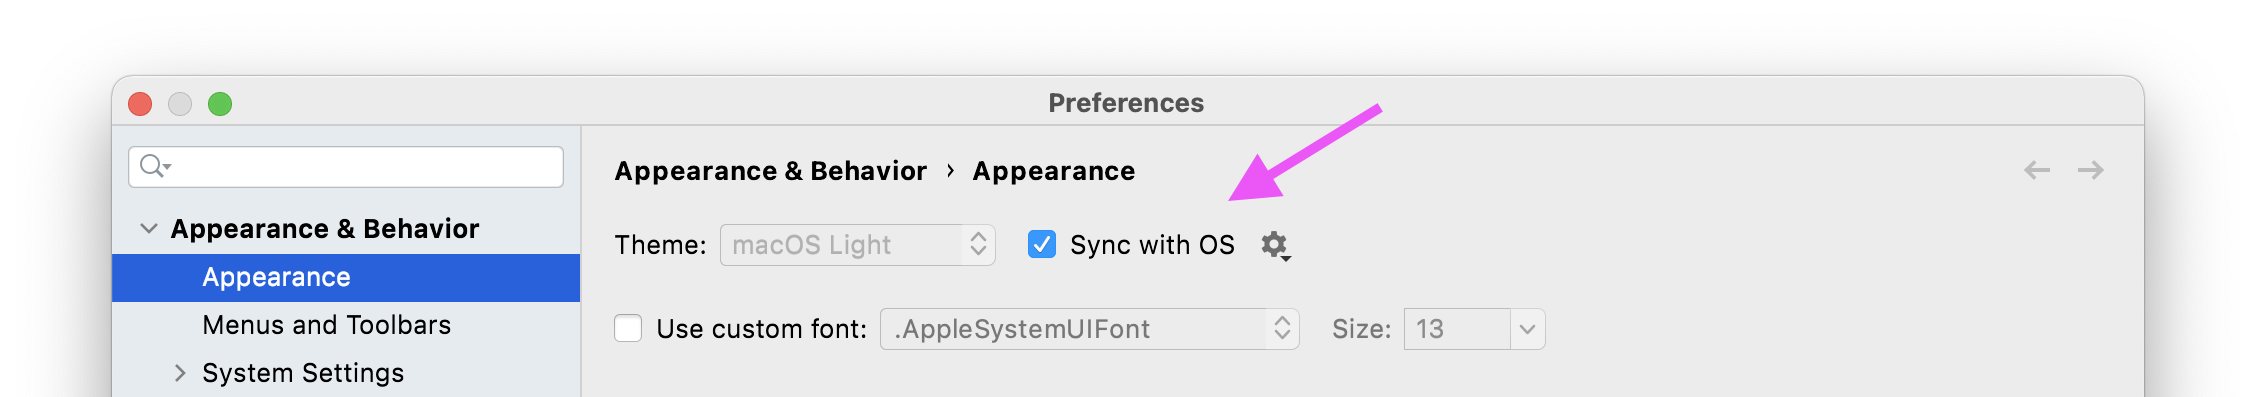 Preferences
Appearance & Behavior › Appearance
Appearance & Behavior
Appearance
Menus and Toolbars
System Settings
Theme: macOS Light Sync with OS
Use custom font: .AppleSystemUIFont Size: 13